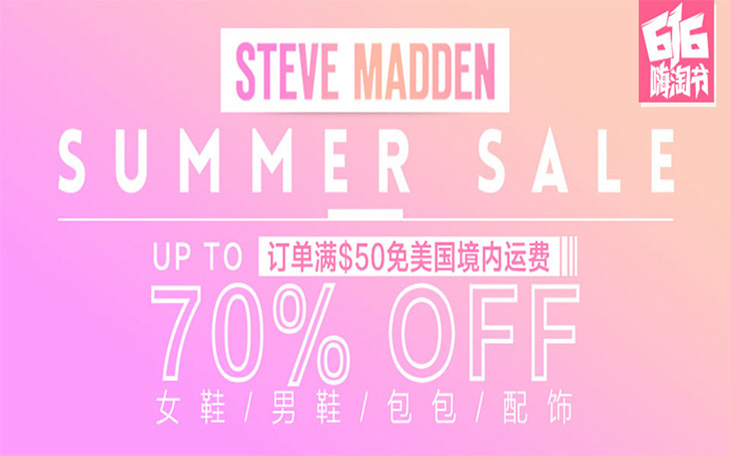 STEVE MADDEN
616
嗨淘节
SUMMER SALE
UP TO 订单满$50免美国境内运费
70% OFF
女鞋/男鞋/包包/配饰